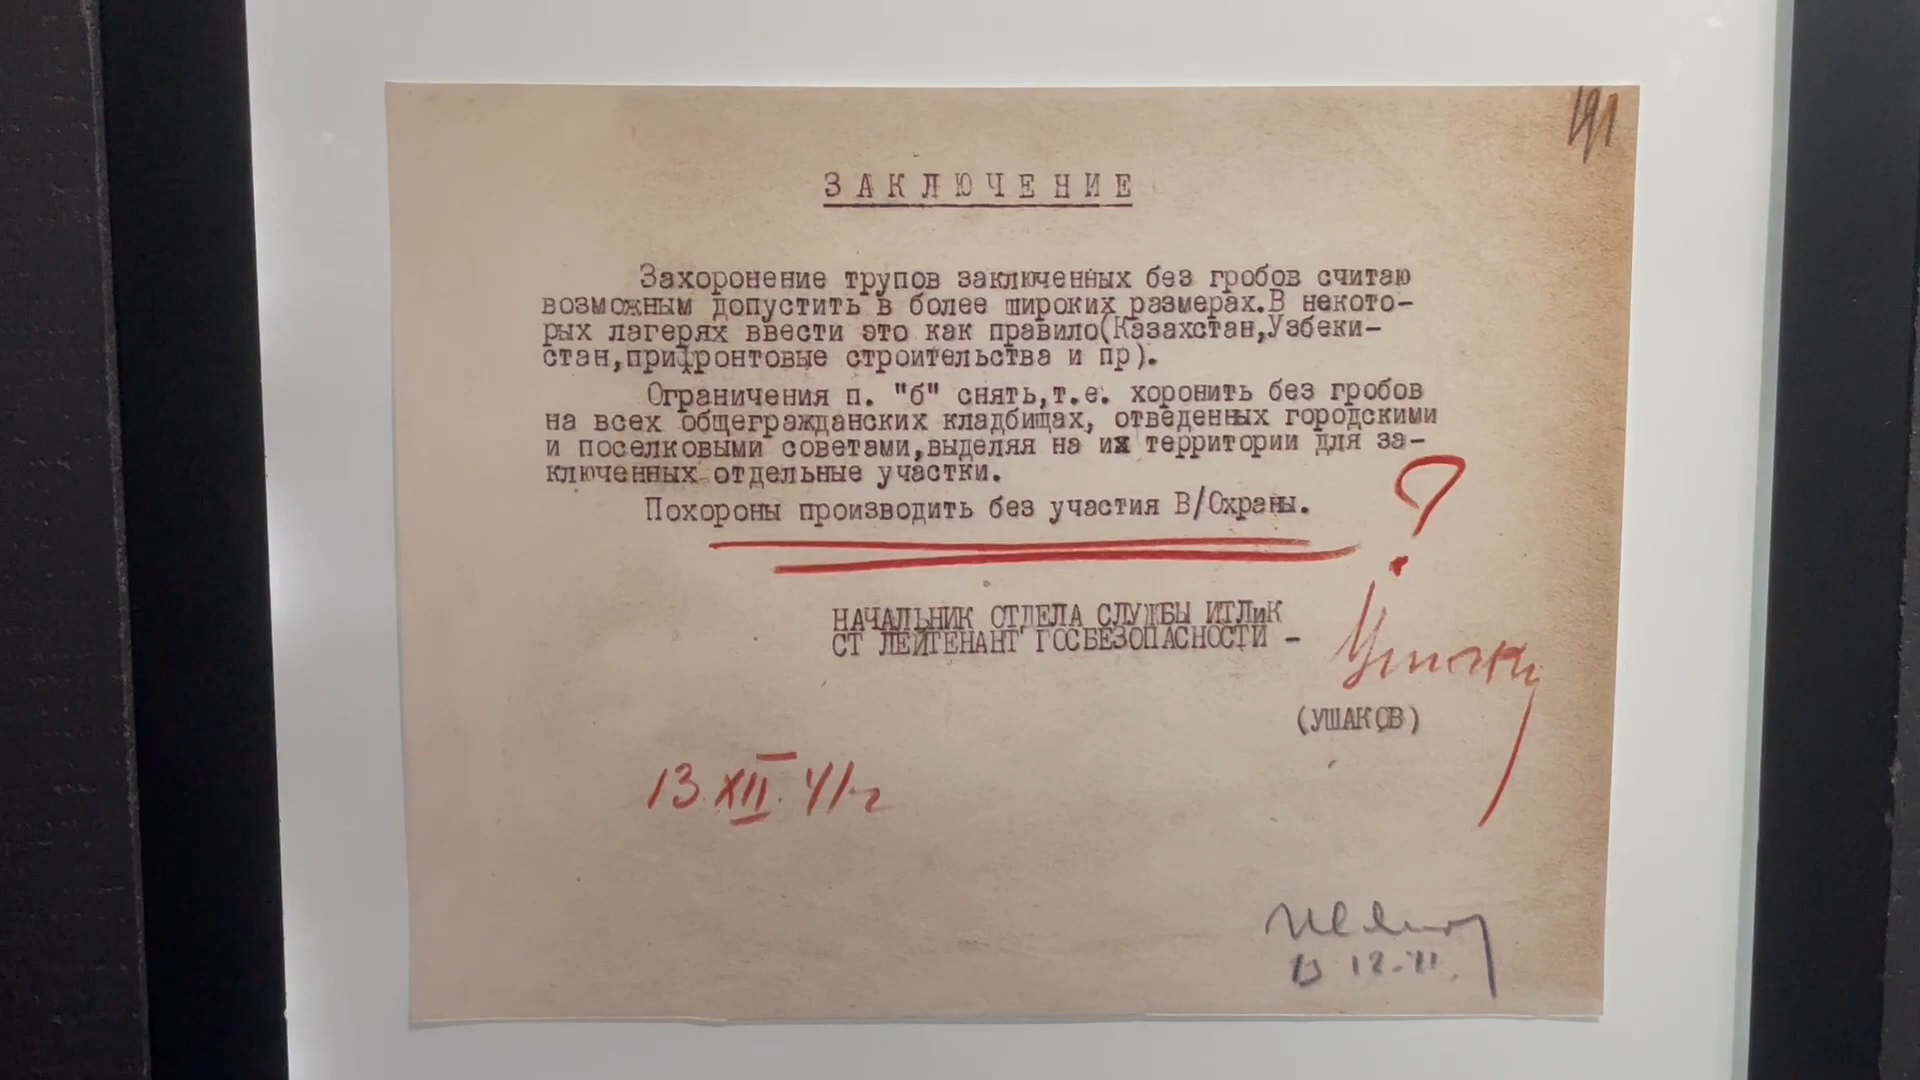 191
ЗАКЛЮЧЕНИЕ
Захоронение трупов заключенных без гробов считаю
возможным допустить в более широких размерах.В некото-
рых лагерях ввести это как правило(Казахстан,Узбеки-
стан,прифронтовые строительства и пр).
Ограничения п. "б" снять,т.е. хоронить без гробов
на всех общегражданских кладбищах, отведенных городскими
и поселковыми советами,выделяя на их территории для за-
ключенных отдельные участки.
Похороны производить без участия В/Охраны.
?
НАЧАЛЬНИК ОТДЕЛА СЛУЖБЫ ИТЛиК
СТ ЛЕЙТЕНАНТ ГОСБЕЗОПАСНОСТИ -
(УШАКОВ)
13 XII. 41 г